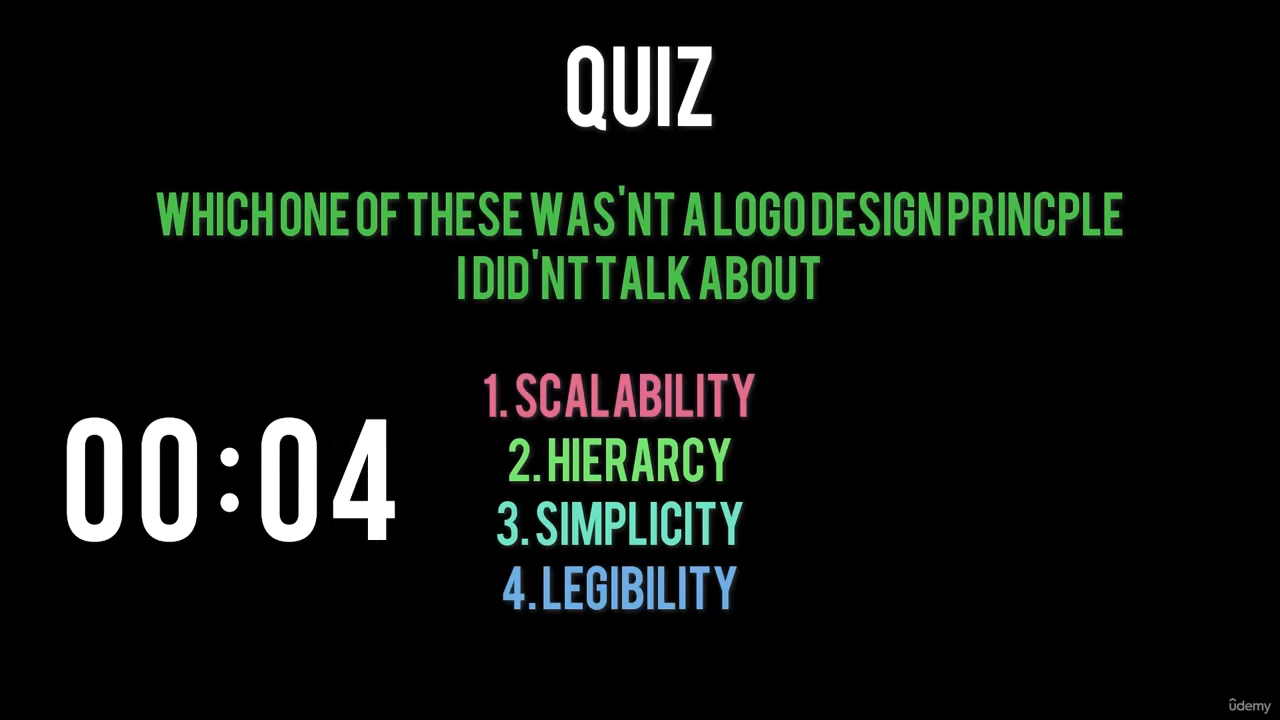 QUIZ
WHICH ONE OF THESE WAS'NT A LOGO DESIGN PRINCPLE
I DID'NT TALK ABOUT
1. SCALABILITY
00:04
2. HIERARCY
3. SIMPLICITY
4. LEGIBILITY
ûdemy